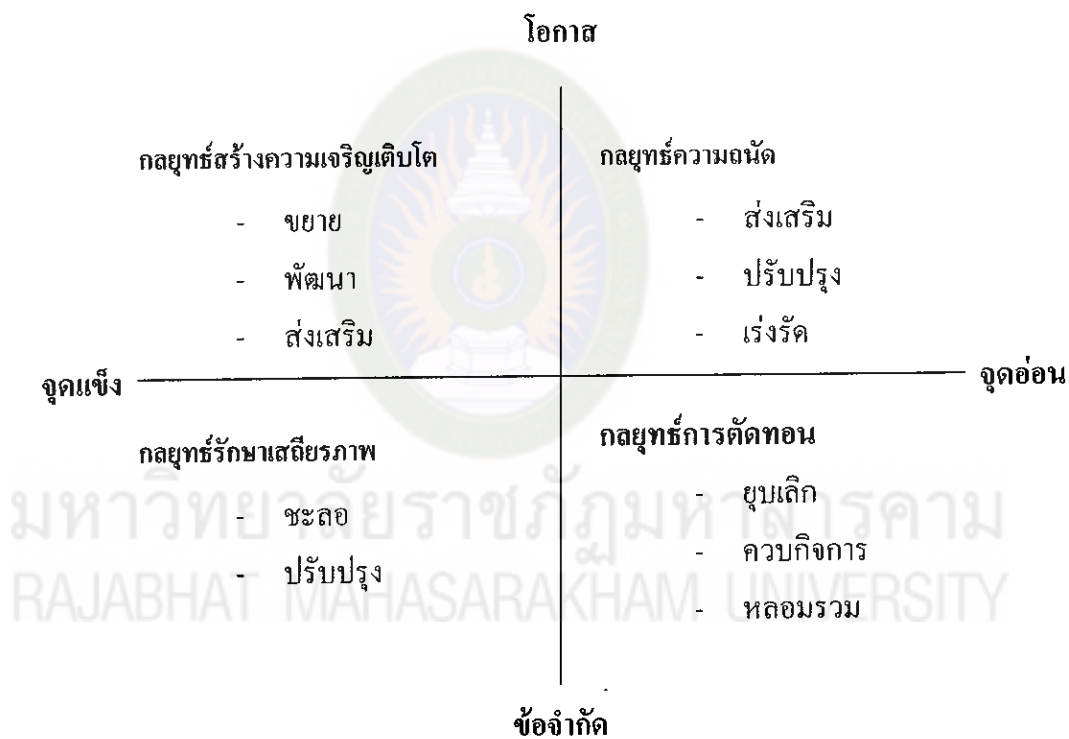 โอกาส
กลยุทธ์สร้างความเจริญเติบโต
- ขยาย
- พัฒนา
- ส่งเสริม
กลยุทธ์ความถนัด
- ส่งเสริม
- ปรับปรุง
- เร่งรัด
จุดแข็ง
จุดอ่อน
กลยุทธ์รักษาเสถียรภาพ
- ชะลอ
- ปรับปรุง
กลยุทธ์การตัดทอน
- ยุบเลิก
- ควบกิจการ
- หลอมรวม
มหาวิทยาลัยราชภัฏมหาสารคาม
RAJABHAT MAHASARAKHAM UNIVERSITY
ข้อจำกัด